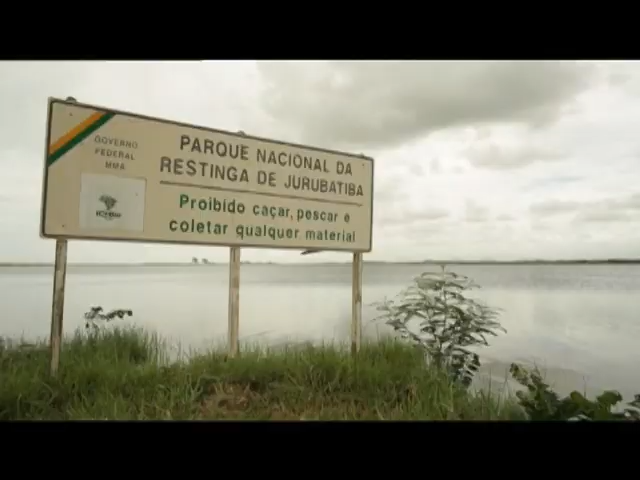 GOVERNO
FEDERAL
MMA
PARQUE NACIONAL DA
RESTINGA DE JURUBATIBA
Proibido caçar, pescar e
coletar qualquer material